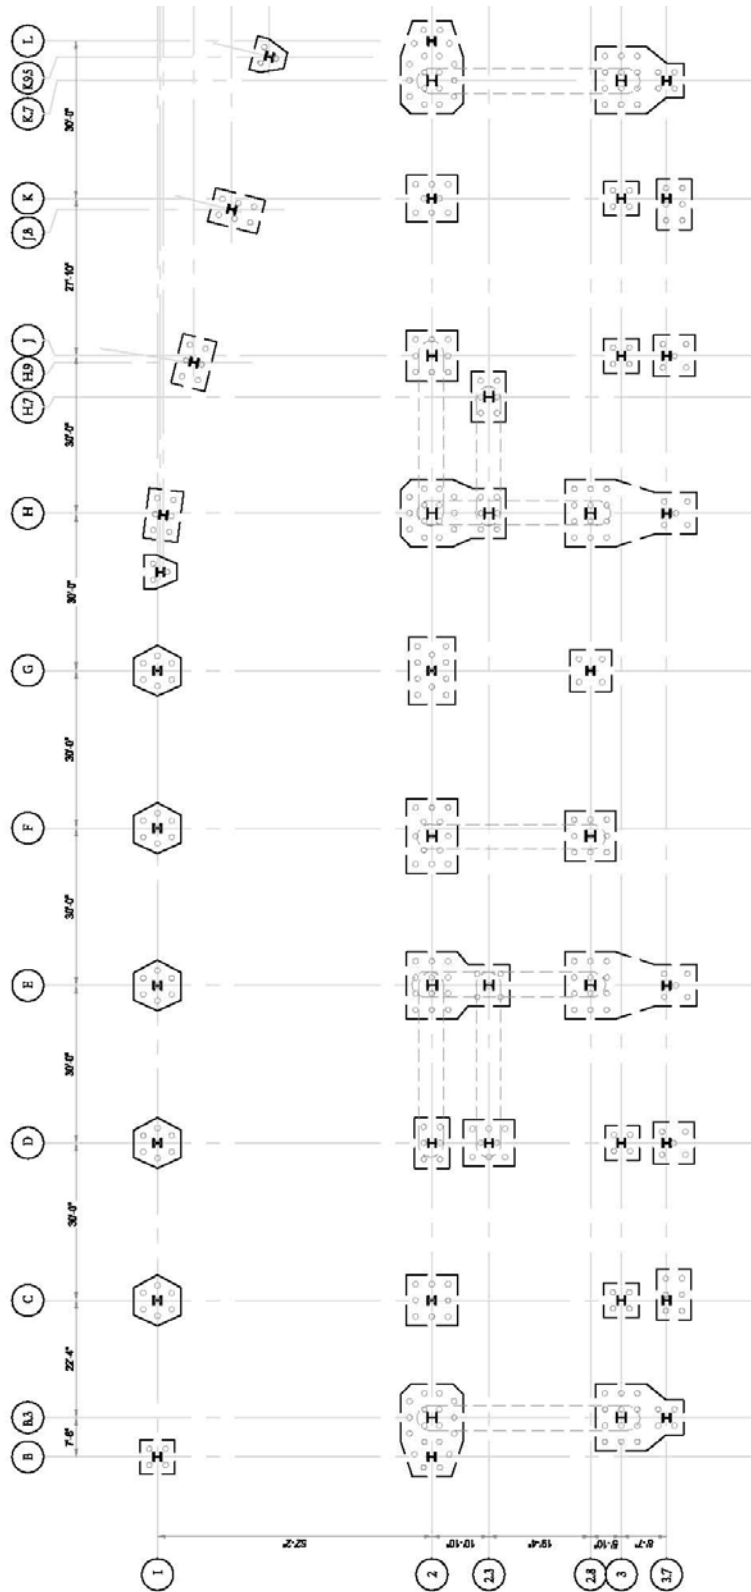 L
K.95
K.7
30'-0"
K
J.8
27'-10"
J
H.9
H.7
30'-0"
H
30'-0"
G
30'-0"
F
30'-0"
E
30'-0"
D
30'-0"
C
22'-4"
B.3
7'-8"
B
1
52'-2"
2
10'-10"
2.1
19'-4"
2.8
5'-10"
3
8'-7"
3.7